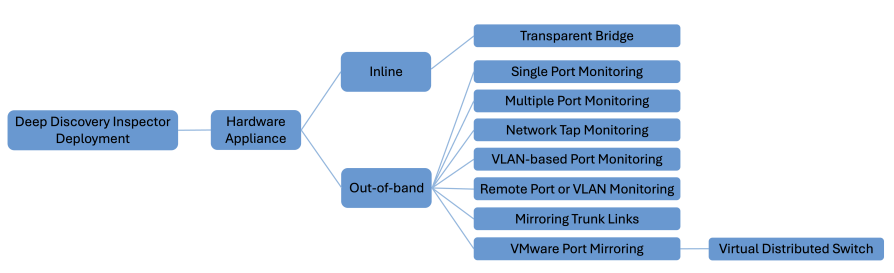 Deep Discovery Inspector
Deployment
Hardware
Appliance
Inline
Out-of-band
Transparent Bridge
Single Port Monitoring
Multiple Port Monitoring
Network Tap Monitoring
VLAN-based Port Monitoring
Remote Port or VLAN Monitoring
Mirroring Trunk Links
VMware Port Mirroring
Virtual Distributed Switch